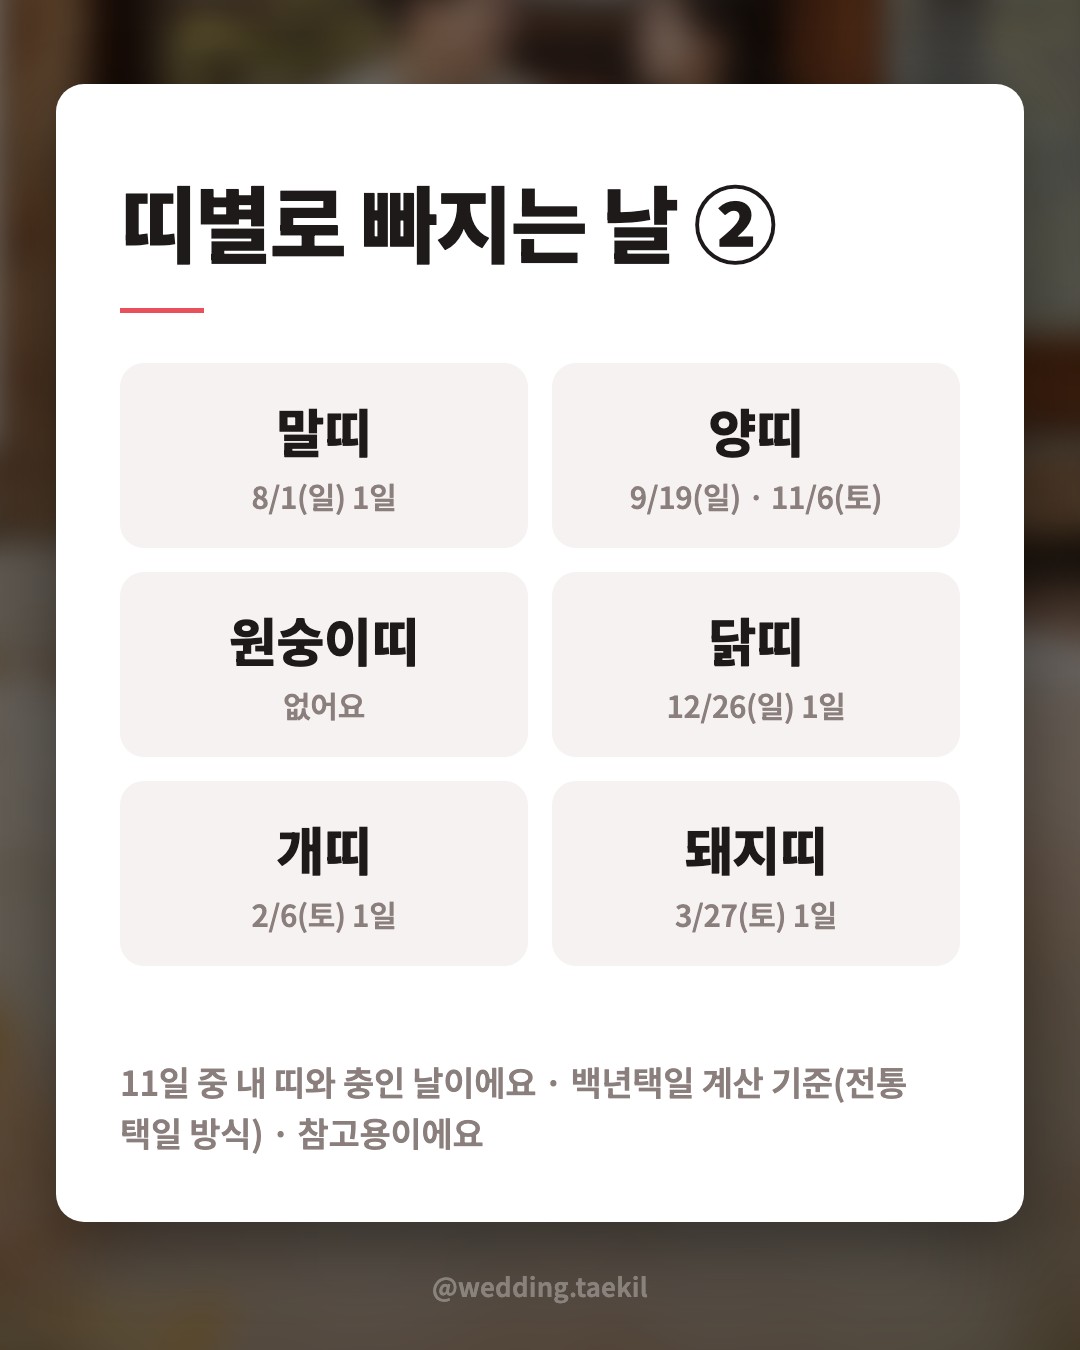 띠별로 빠지는 날 ②
말띠
8/1(일) 1일
양띠
9/19(일) · 11/6(토)
원숭이띠
없어요
닭띠
12/26(일) 1일
개띠
2/6(토) 1일
돼지띠
3/27(토) 1일
11일 중 내 띠와 충인 날이에요 · 백년택일 계산 기준(전통
택일 방식) · 참고용이에요
@wedding.taekil